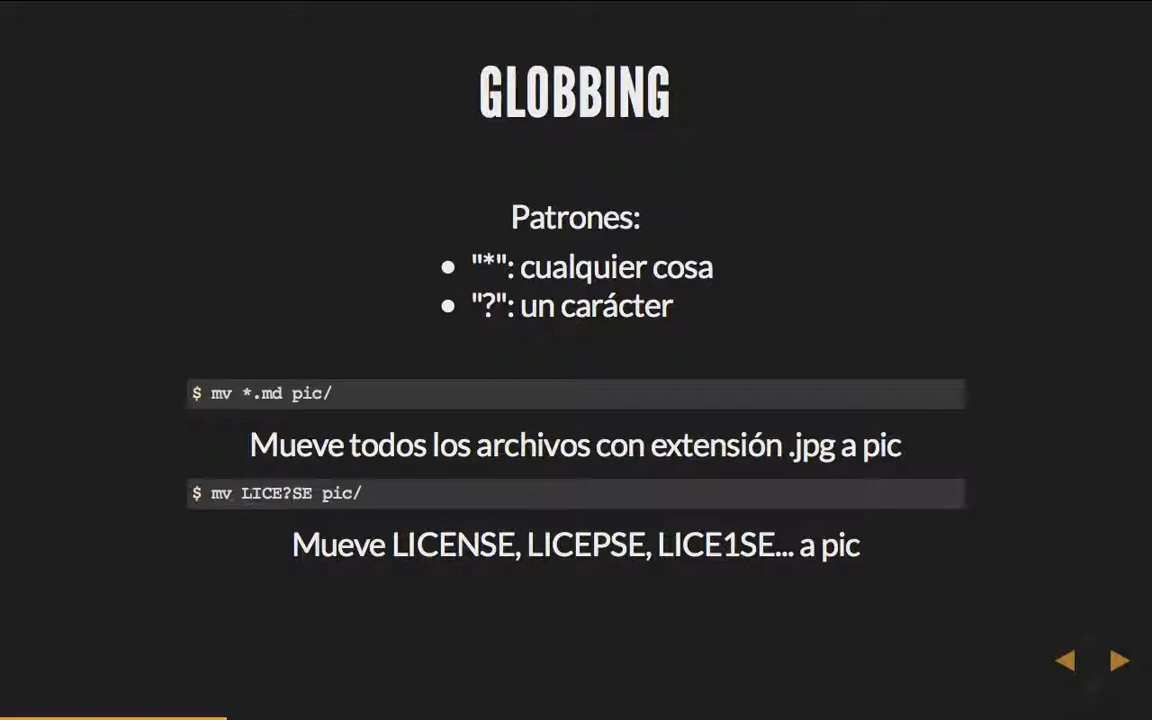 GLOBBING
Patrones:
• "*": cualquier cosa
• "?": un carácter
$ mv *.md pic/
Mueve todos los archivos con extensión .jpg a pic
$ mv LICE?SE pic/
Mueve LICENSE, LICEPSE, LICE1SE... a pic